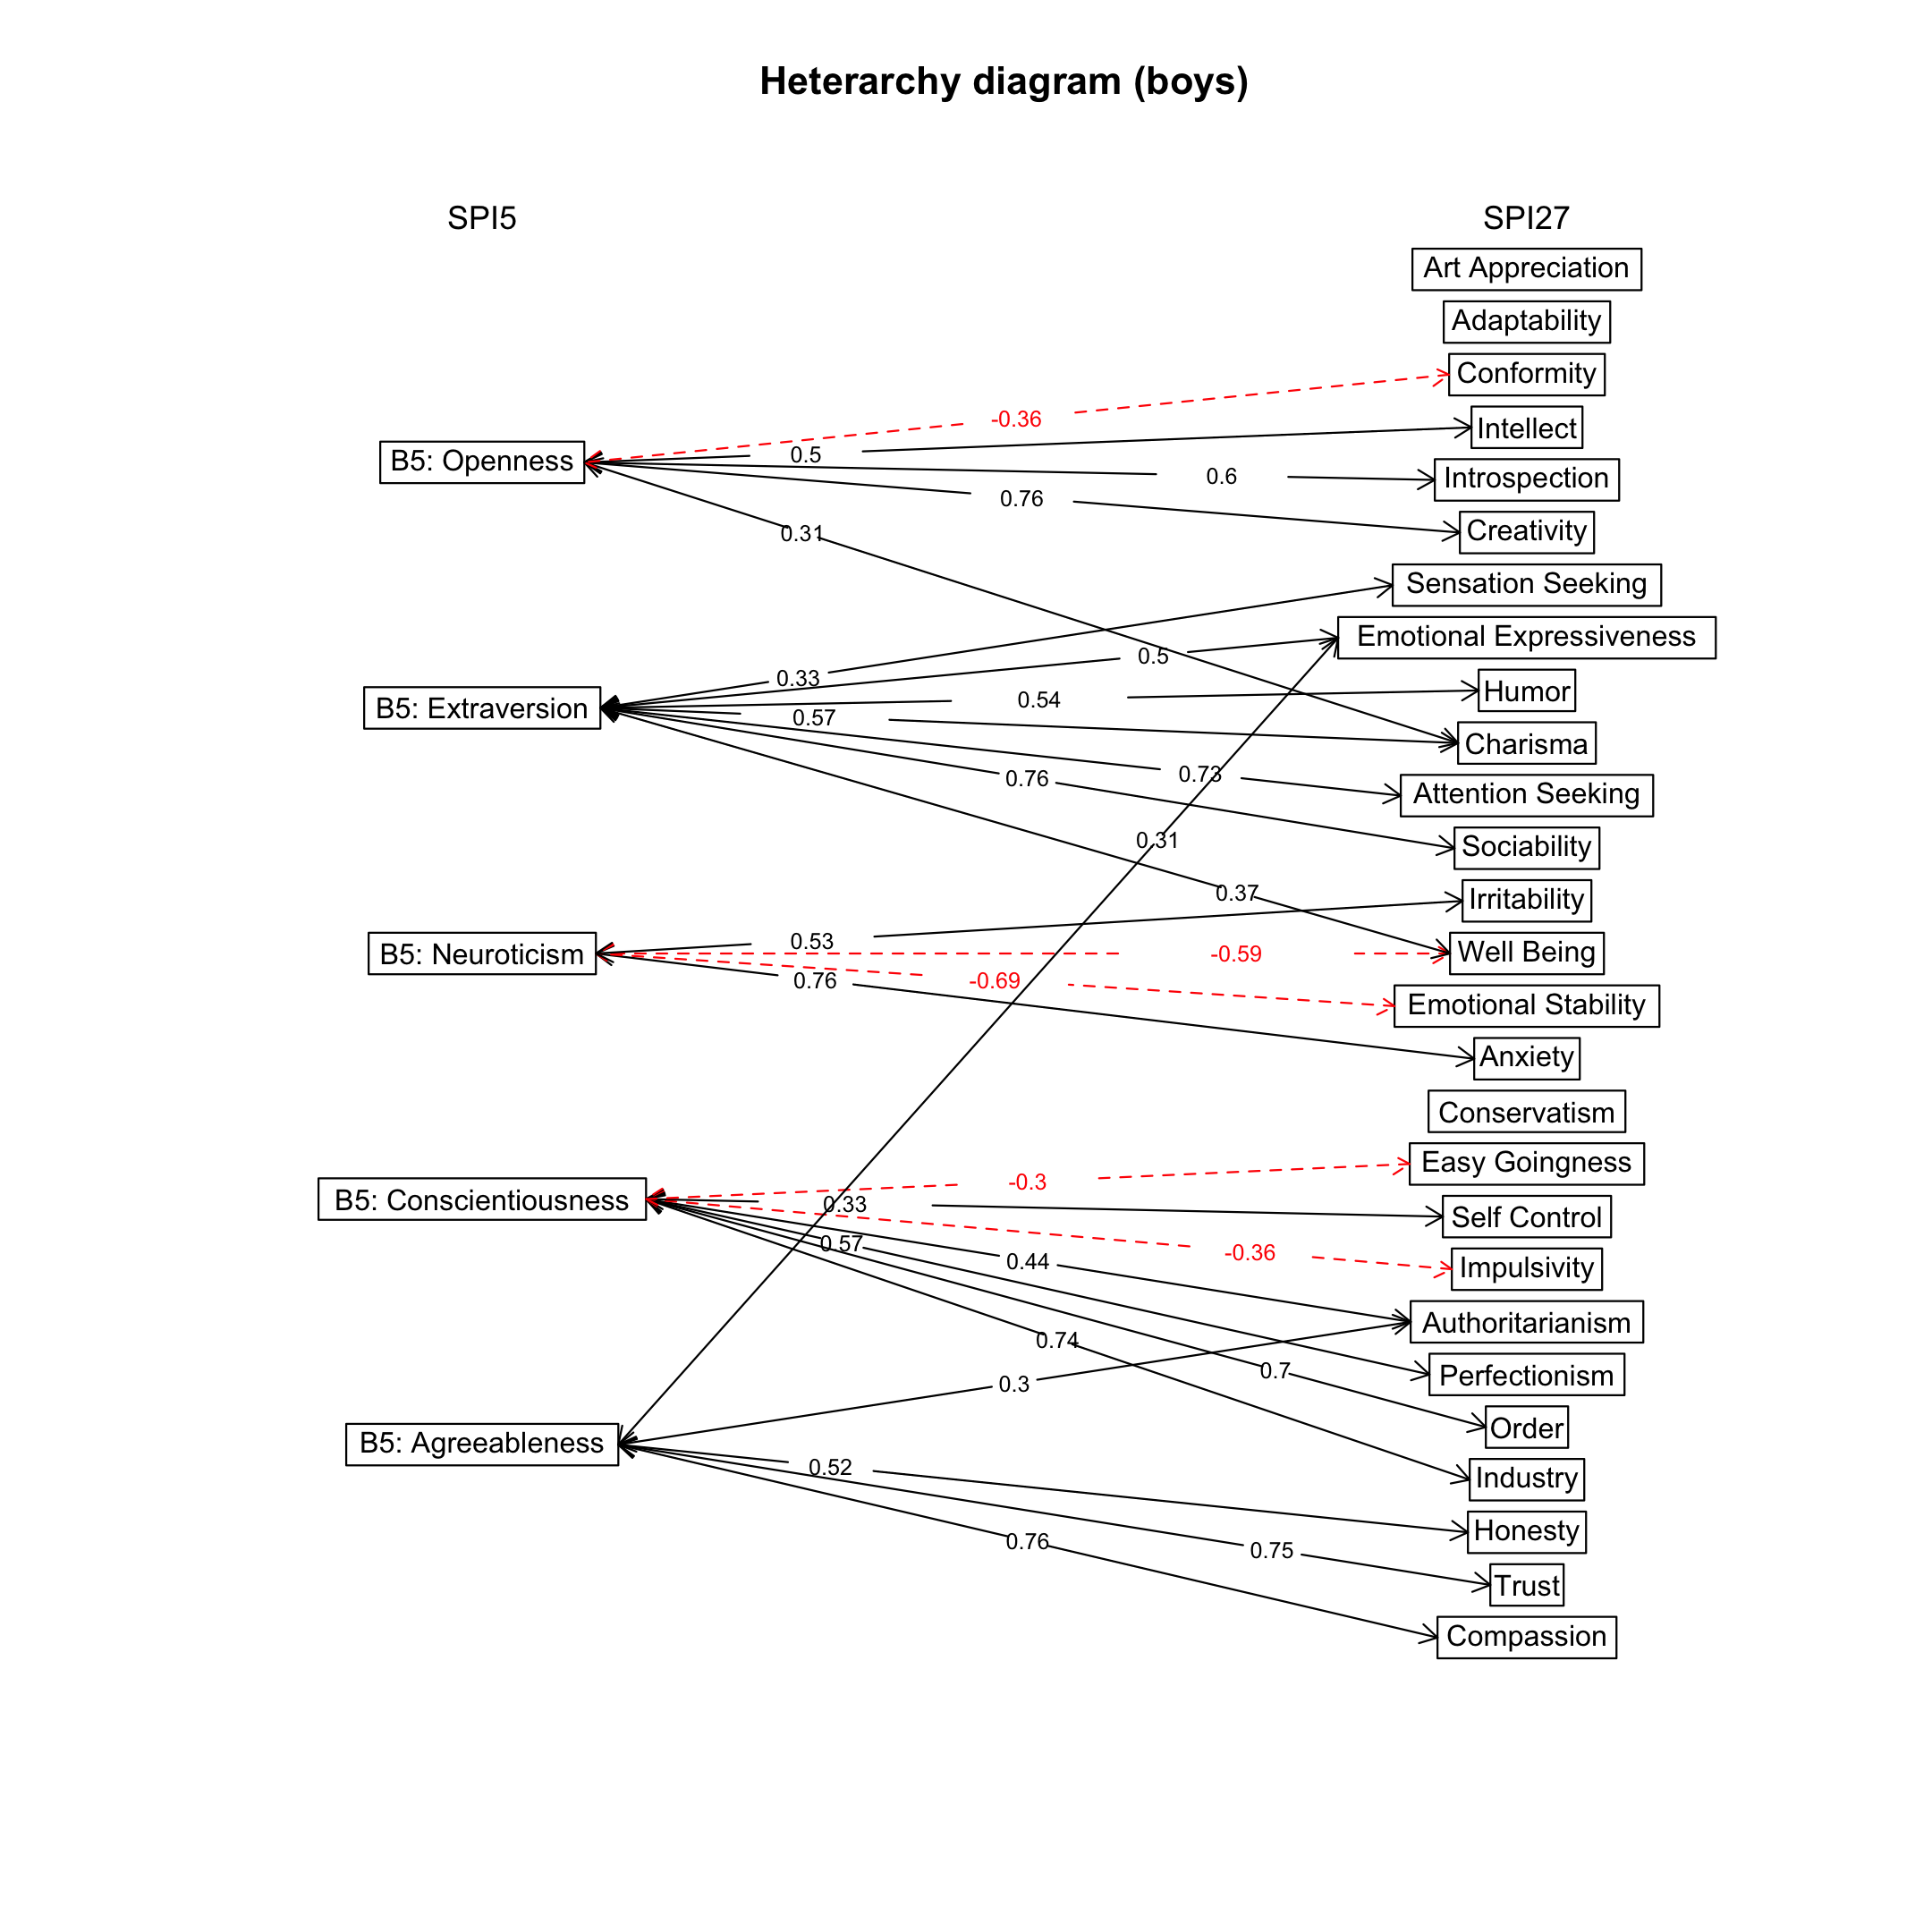 Heterarchy diagram (boys)
SPI5
SPI27
Art Appreciation
Adaptability
Conformity
-0.36
Intellect
0.5
B5: Openness
0.6
Introspection
0.76
Creativity
0.31
Sensation Seeking
Emotional Expressiveness
0.5
0.33
Humor
0.54
B5: Extraversion
0.57
Charisma
0.73
0.76
Attention Seeking
0.31
Sociability
0.37
Irritability
0.53
B5: Neuroticism
-0.59
Well Being
-0.69
0.76
Emotional Stability
Anxiety
Conservatism
Easy Goingness
-0.3
B5: Conscientiousness
0.33
Self Control
0.57
-0.36
0.44
Impulsivity
Authoritarianism
0.74
0.7
0.3
Perfectionism
Order
B5: Agreeableness
0.52
Industry
Honesty
0.76
0.75
Trust
Compassion